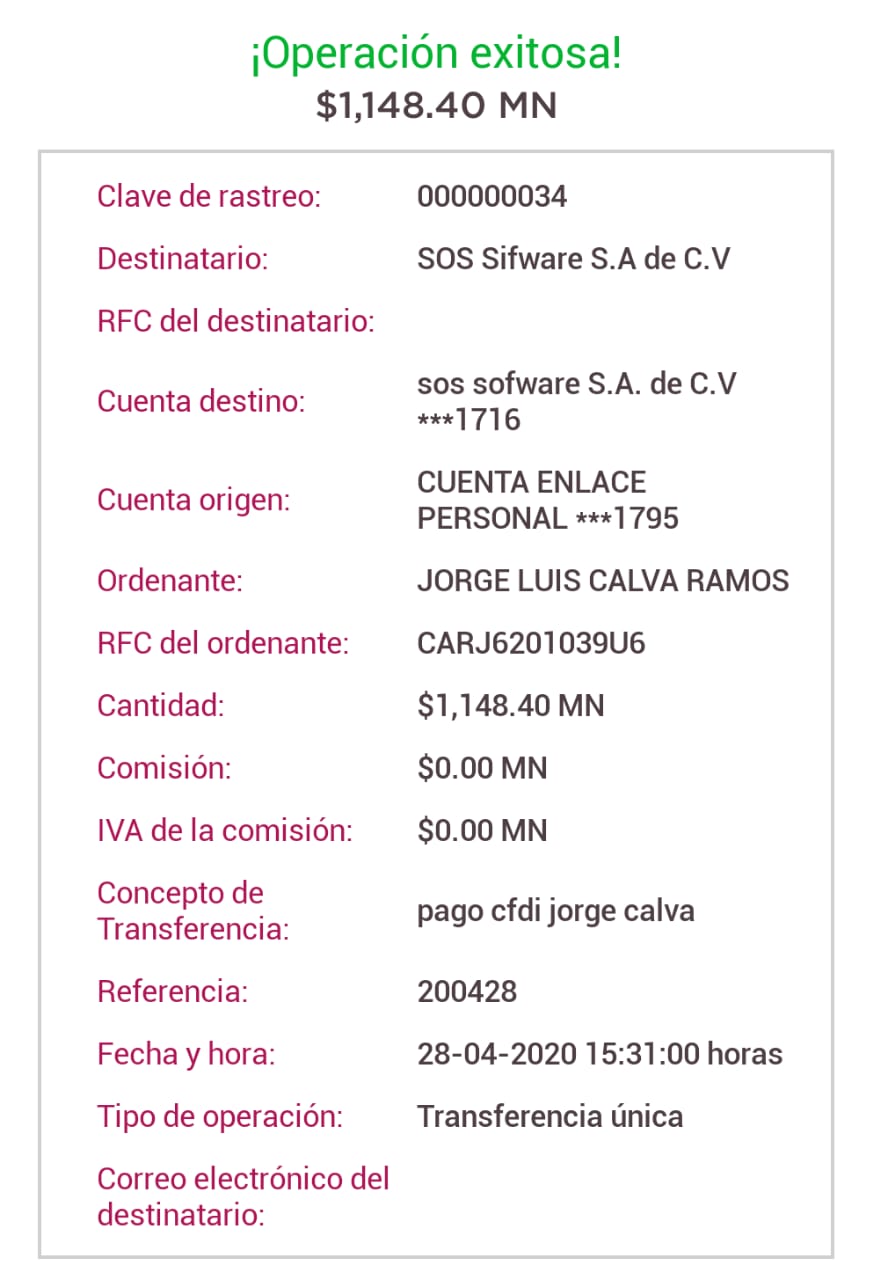 ¡Operación exitosa!
$1,148.40 MN
Clave de rastreo: 000000034
Destinatario: SOS Sifware S.A de C.V
RFC del destinatario:
Cuenta destino: sos sofware S.A. de C.V
***1716
Cuenta origen: CUENTA ENLACE
PERSONAL ***1795
Ordenante: JORGE LUIS CALVA RAMOS
RFC del ordenante: CARJ6201039U6
Cantidad: $1,148.40 MN
Comisión: $0.00 MN
IVA de la comisión: $0.00 MN
Concepto de
Transferencia: pago cfdi jorge calva
Referencia: 200428
Fecha y hora: 28-04-2020 15:31:00 horas
Tipo de operación: Transferencia única
Correo electrónico del
destinatario: